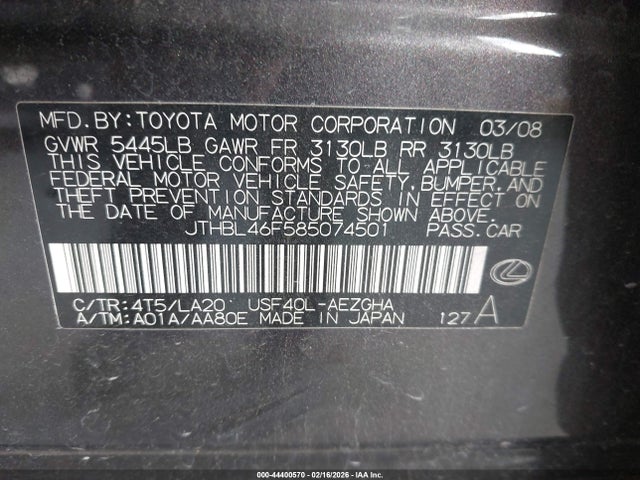 MFD. BY: TOYOTA MOTOR CORPORATION 03/08
GVWR 5445LB GAWR FR 3130LB RR 3130LB
THIS VEHICLE CONFORMS TO ALL APPLICABLE
FEDERAL MOTOR VEHICLE SAFETY, BUMPER, AND
THEFT PREVENTION STANDARDS IN EFFECT ON
THE DATE OF MANUFACTURE SHOWN ABOVE.
JTHBL46F585074501 PASS. CAR
C/TR: 4T5/LA20 USF40L-AEZGHA
A/TM: A01A/AA80E MADE IN JAPAN 127 A
000-44400570 - 02/16/2026 - IAA Inc.